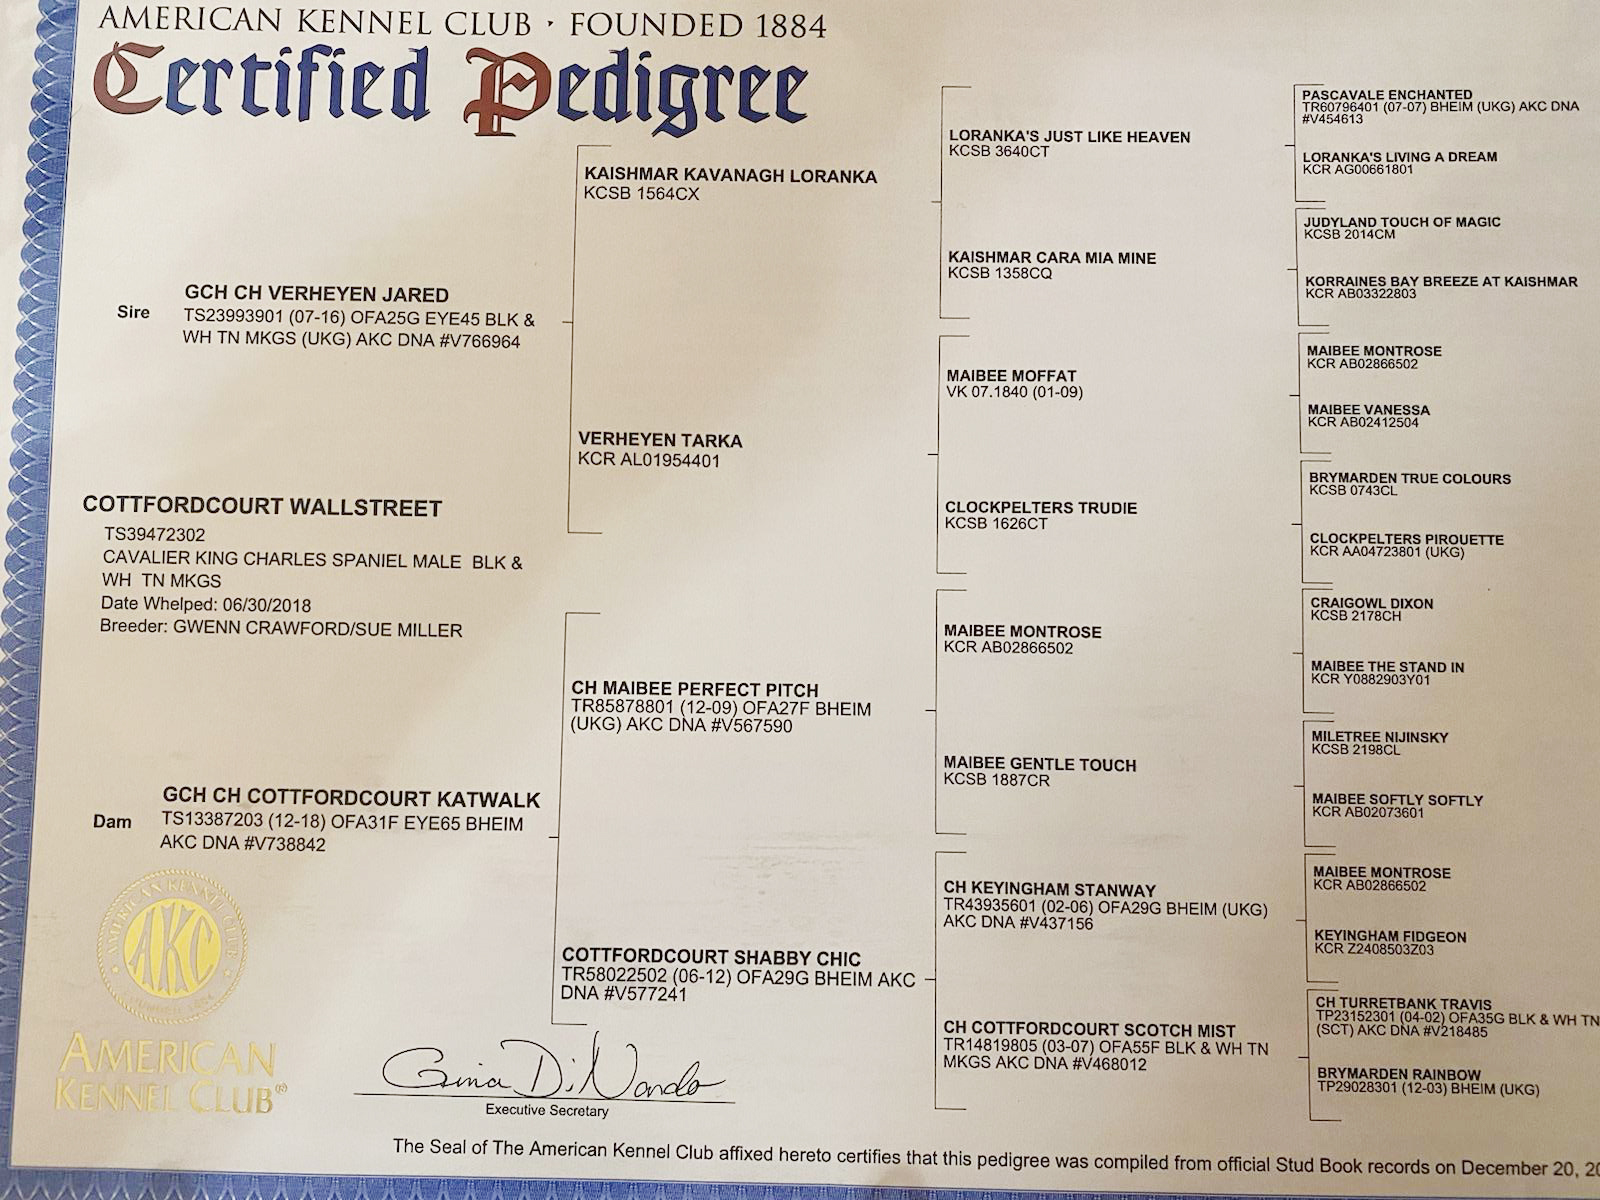 AMERICAN KENNEL CLUB · FOUNDED 1884
Certified Pedigree
Sire
GCH CH VERHEYEN JARED
TS23993901 (07-16) OFA25G EYE45 BLK &
WH TN MKGS (UKG) AKC DNA #V766964
COTTFORDCOURT WALLSTREET
TS39472302
CAVALIER KING CHARLES SPANIEL MALE BLK &
WH TN MKGS
Date Whelped: 06/30/2018
Breeder: GWENN CRAWFORD/SUE MILLER
Dam
GCH CH COTTFORDCOURT KATWALK
TS13387203 (12-18) OFA31F EYE65 BHEIM
AKC DNA #V738842
KAISHMAR KAVANAGH LORANKA
KCSB 1564CX
VERHEYEN TARKA
KCR AL01954401
CH MAIBEE PERFECT PITCH
TR85878801 (12-09) OFA27F BHEIM
(UKG) AKC DNA #V567590
COTTFORDCOURT SHABBY CHIC
TR58022502 (06-12) OFA29G BHEIM AKC
DNA #V577241
LORANKA'S JUST LIKE HEAVEN
KCSB 3640CT
KAISHMAR CARA MIA MINE
KCSB 1358CQ
MAIBEE MOFFAT
VK 07.1840 (01-09)
CLOCKPELTERS TRUDIE
KCSB 1626CT
MAIBEE MONTROSE
KCR AB02866502
MAIBEE GENTLE TOUCH
KCSB 1887CR
CH KEYINGHAM STANWAY
TR43935601 (02-06) OFA29G BHEIM (UKG)
AKC DNA #V437156
CH COTTFORDCOURT SCOTCH MIST
TR14819805 (03-07) OFA55F BLK & WH TN
MKGS AKC DNA #V468012
PASCAVALE ENCHANTED
TR60796401 (07-07) BHEIM (UKG) AKC DNA
#V454613
LORANKA'S LIVING A DREAM
KCR AG00661801
JUDYLAND TOUCH OF MAGIC
KCSB 2014CM
KORRAINES BAY BREEZE AT KAISHMAR
KCR AB03322803
MAIBEE MONTROSE
KCR AB02866502
MAIBEE VANESSA
KCR AB02412504
BRYMARDEN TRUE COLOURS
KCSB 0743CL
CLOCKPELTERS PIROUETTE
KCR AA04723801 (UKG)
CRAIGOWL DIXON
KCSB 2178CH
MAIBEE THE STAND IN
KCR Y0882903Y01
MILETREE NIJINSKY
KCSB 2198CL
MAIBEE SOFTLY SOFTLY
KCR AB02073601
MAIBEE MONTROSE
KCR AB02866502
KEYINGHAM FIDGEON
KCR Z2408503Z03
CH TURRETBANK TRAVIS
TP23152301 (04-02) OFA35G BLK & WH TN
(SCT) AKC DNA #V218485
BRYMARDEN RAINBOW
TP29028301 (12-03) BHEIM (UKG)
AMERICAN KENNEL CLUB
AKC
AMERICAN
KENNEL CLUB®
Gina DiNardo
Executive Secretary
The Seal of The American Kennel Club affixed hereto certifies that this pedigree was compiled from official Stud Book records on December 20,